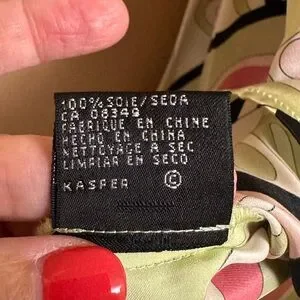 100% SOIE/SEDA
CA 08349
FABRIQUE EN CHINE
HECHO EN CHINA
NETTOYAGE A SEC
LIMPIAR EN SECO
KASPER ©